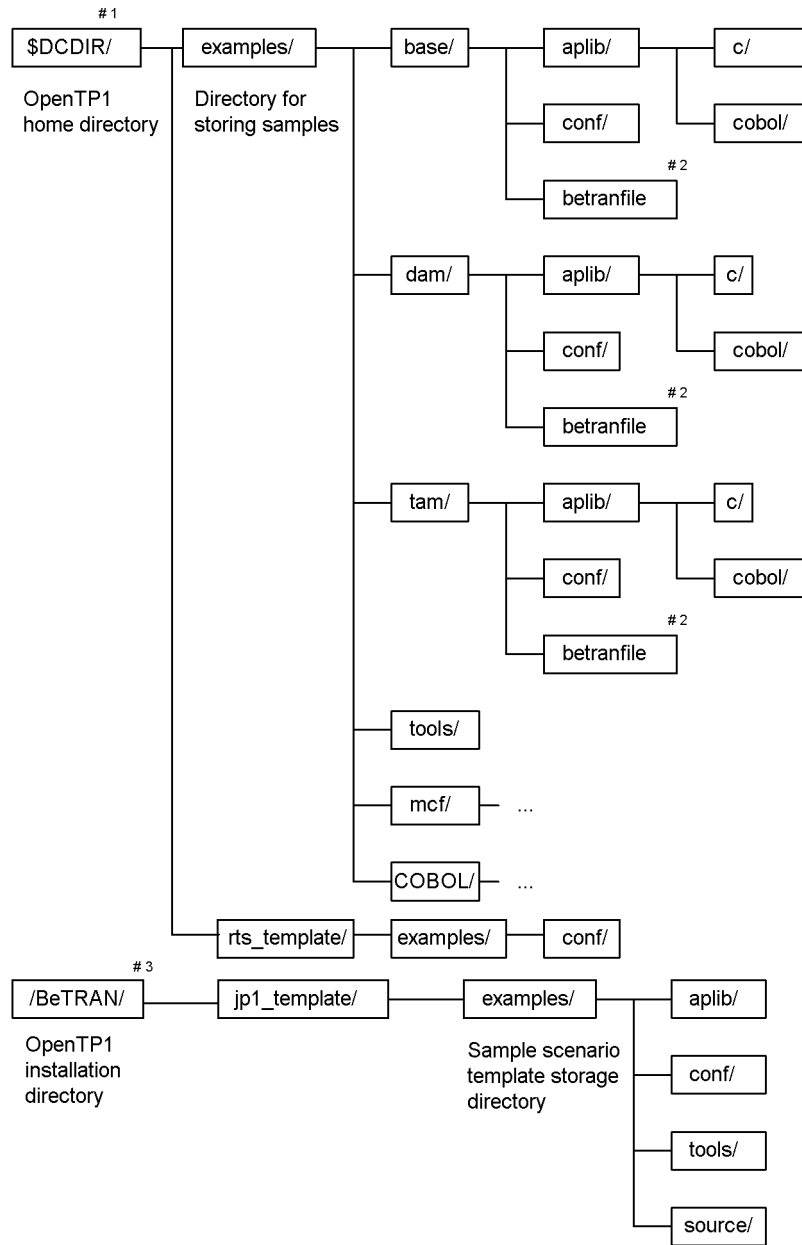 # 1
$DCDIR/ examples/ base/ aplib/ c/
OpenTP1
home directory
Directory for
storing samples
conf/ cobol/
# 2
betranfile
dam/ aplib/ c/
conf/ cobol/
# 2
betranfile
tam/ aplib/ c/
conf/ cobol/
# 2
betranfile
tools/
mcf/ ...
COBOL/ ...
rts_template/ examples/ conf/
# 3
/BeTRAN/ jp1_template/ examples/ aplib/
OpenTP1
installation
directory
Sample scenario
template storage
directory
conf/
tools/
source/